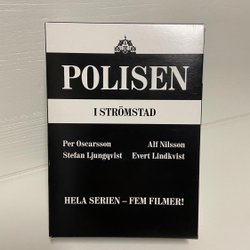 POLISEN
I STRÖMSTAD
Per Oscarsson Alf Nilsson
Stefan Ljungqvist Evert Lindkvist
HELA SERIEN – FEM FILMER!